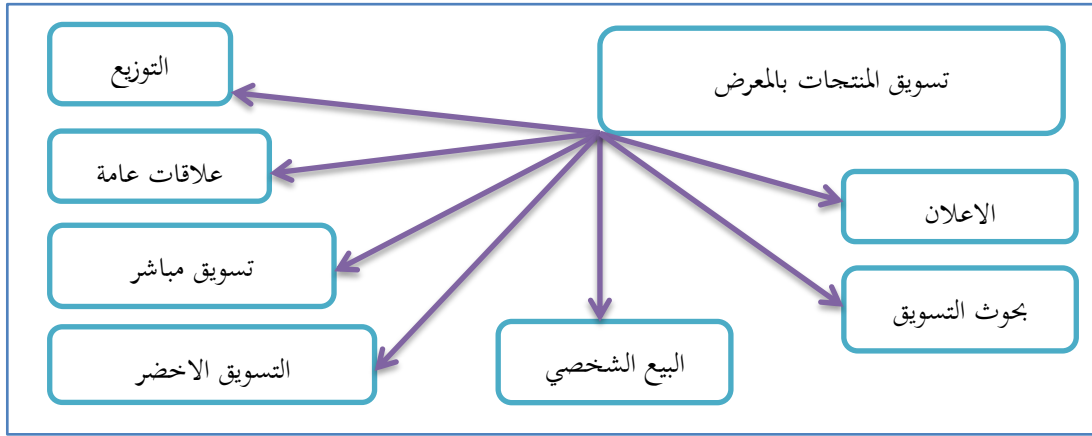 تسويق المنتجات بالمعرض
التوزيع
علاقات عامة
الاعلان
تسويق مباشر
بحوث التسويق
البيع الشخصي
التسويق الاخضر